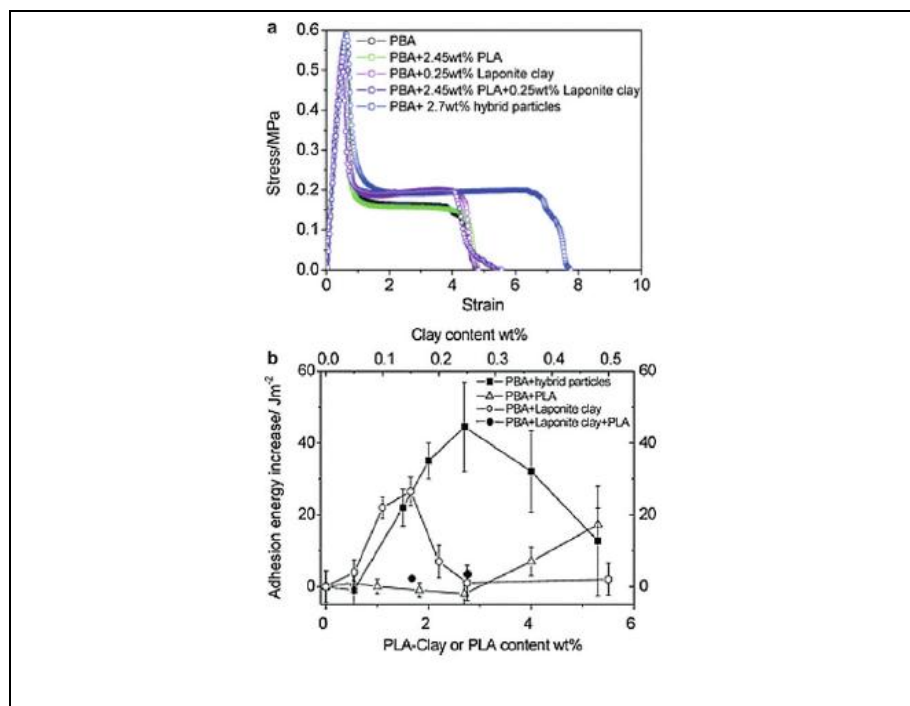 a
0.6
0.5
0.4
0.3
0.2
0.1
0.0
Stress/MPa
PBA
PBA+2.45wt% PLA
PBA+0.25wt% Laponite clay
PBA+2.45wt% PLA+0.25wt% Laponite clay
PBA+ 2.7wt% hybrid particles
0 2 4 6 8 10
Strain
Clay content wt%
b
0.0 0.1 0.2 0.3 0.4 0.5
60
40
20
0
Adhesion energy increase/ Jm-2
PBA+hybrid particles
PBA+PLA
PBA+Laponite clay
PBA+Laponite clay+PLA
60
40
20
0
0 2 4 6
PLA-Clay or PLA content wt%